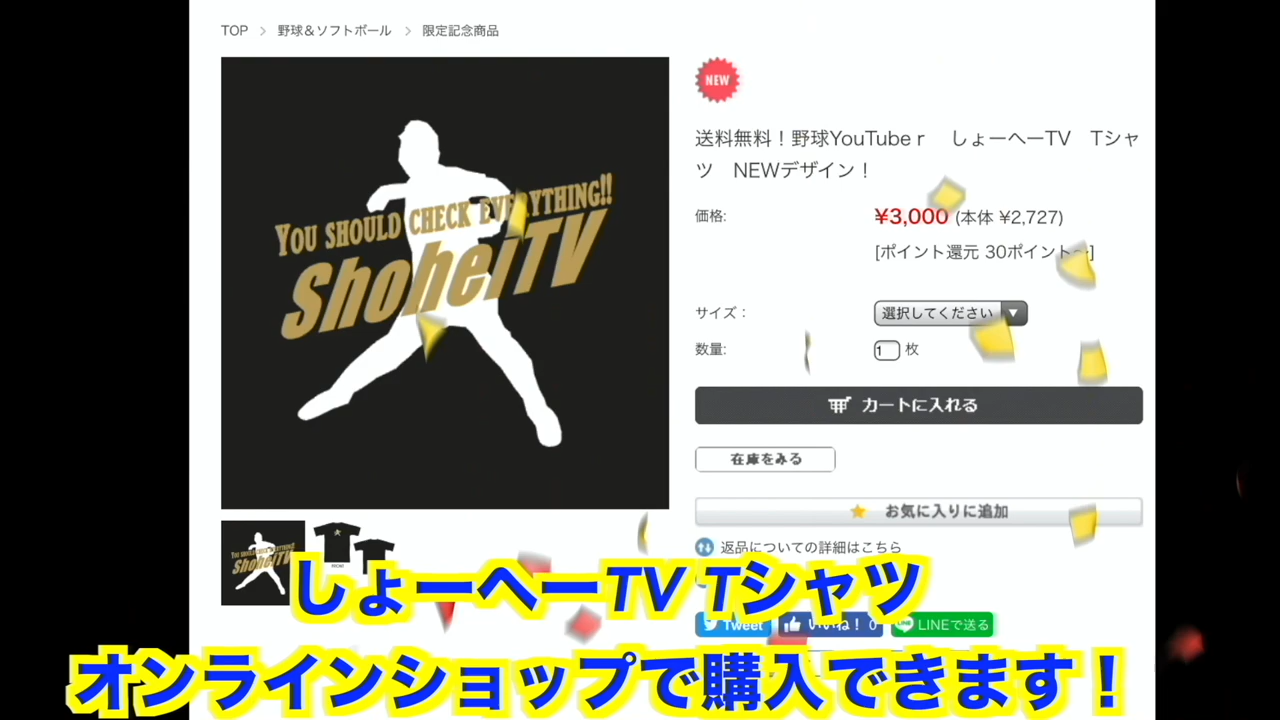 TOP > 野球＆ソフトボール > 限定記念商品
NEW
送料無料！野球YouTubeｒ　しょーへーTV　Tシャ
ツ　NEWデザイン！
価格:
¥3,000 (本体 ¥2,727)
[ポイント還元 30ポイント〜]
サイズ：
選択してください
数量:
1 枚
カートに入れる
在庫をみる
お気に入りに追加
返品についての詳細はこちら
Tweet
いいね！ 0
LINEで送る
YOU SHOULD CHECK EVERYTHING!!
ShoheiTV
YOU SHOULD CHECK EVERYTHING!!
ShoheiTV
しょーへーTV Tシャツ
オンラインショップで購入できます！